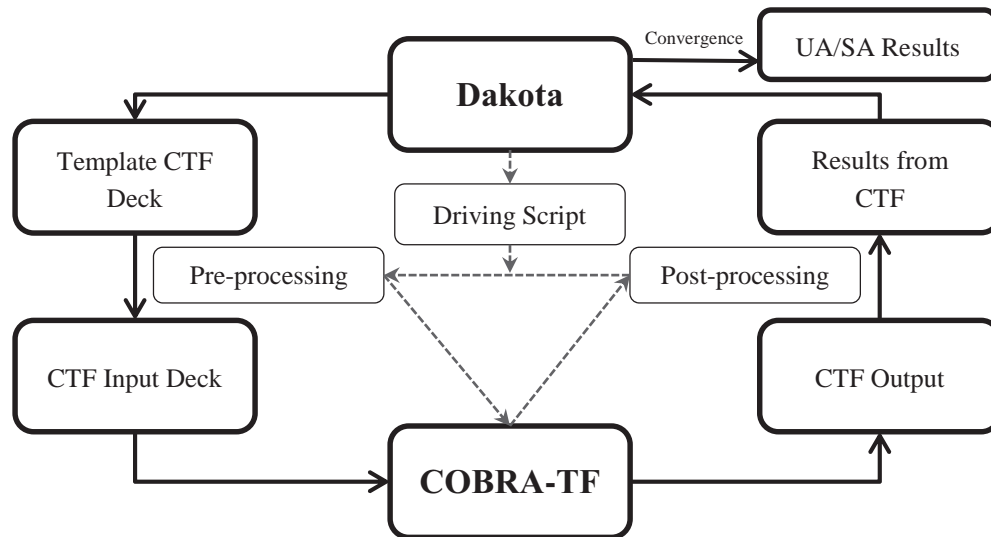 Convergence
UA/SA Results
Dakota
Template CTF
Deck
Results from
CTF
Driving Script
Pre-processing
Post-processing
CTF Input Deck
CTF Output
COBRA-TF